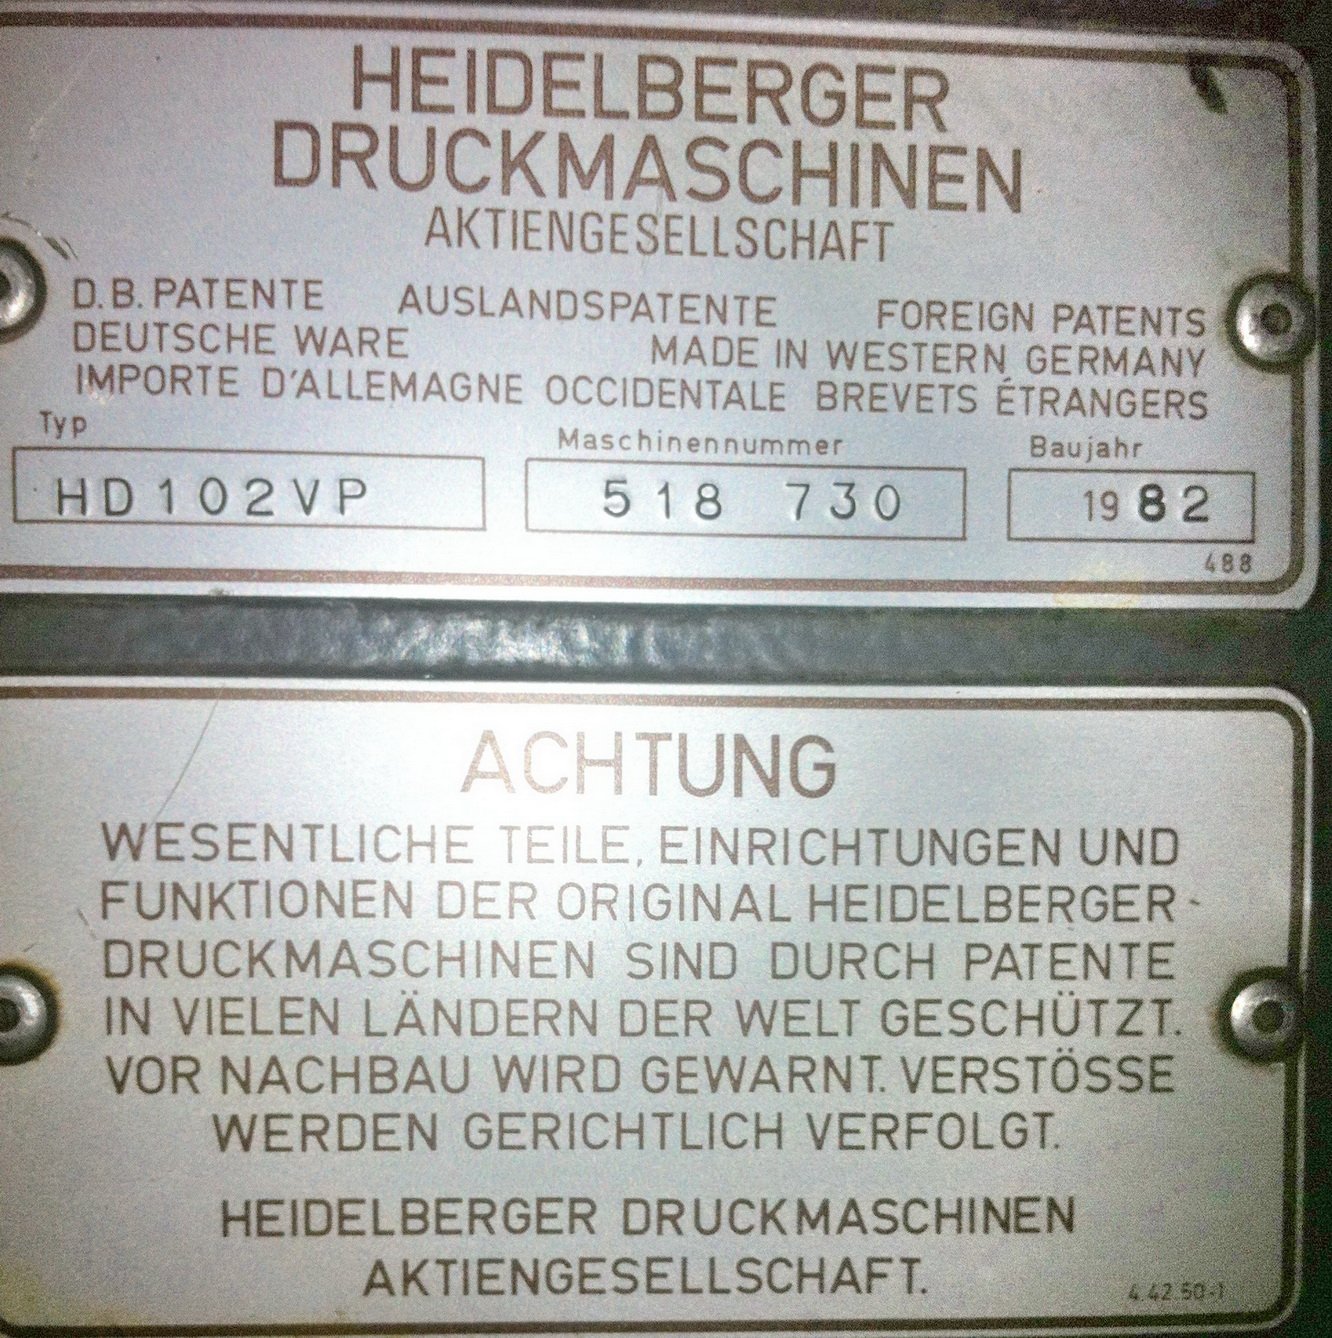 HEIDELBERGER
DRUCKMASCHINEN
AKTIENGESELLSCHAFT
D.B. PATENTE AUSLANDSPATENTE FOREIGN PATENTS
DEUTSCHE WARE MADE IN WESTERN GERMANY
IMPORTE D'ALLEMAGNE OCCIDENTALE BREVETS ÉTRANGERS
Typ Maschinennummer Baujahr
HD102VP 518 730 1982
488
ACHTUNG
WESENTLICHE TEILE, EINRICHTUNGEN UND
FUNKTIONEN DER ORIGINAL HEIDELBERGER-
DRUCKMASCHINEN SIND DURCH PATENTE
IN VIELEN LÄNDERN DER WELT GESCHÜTZT.
VOR NACHBAU WIRD GEWARNT. VERSTÖSSE
WERDEN GERICHTLICH VERFOLGT.
HEIDELBERGER DRUCKMASCHINEN
AKTIENGESELLSCHAFT.
4.42.50-1